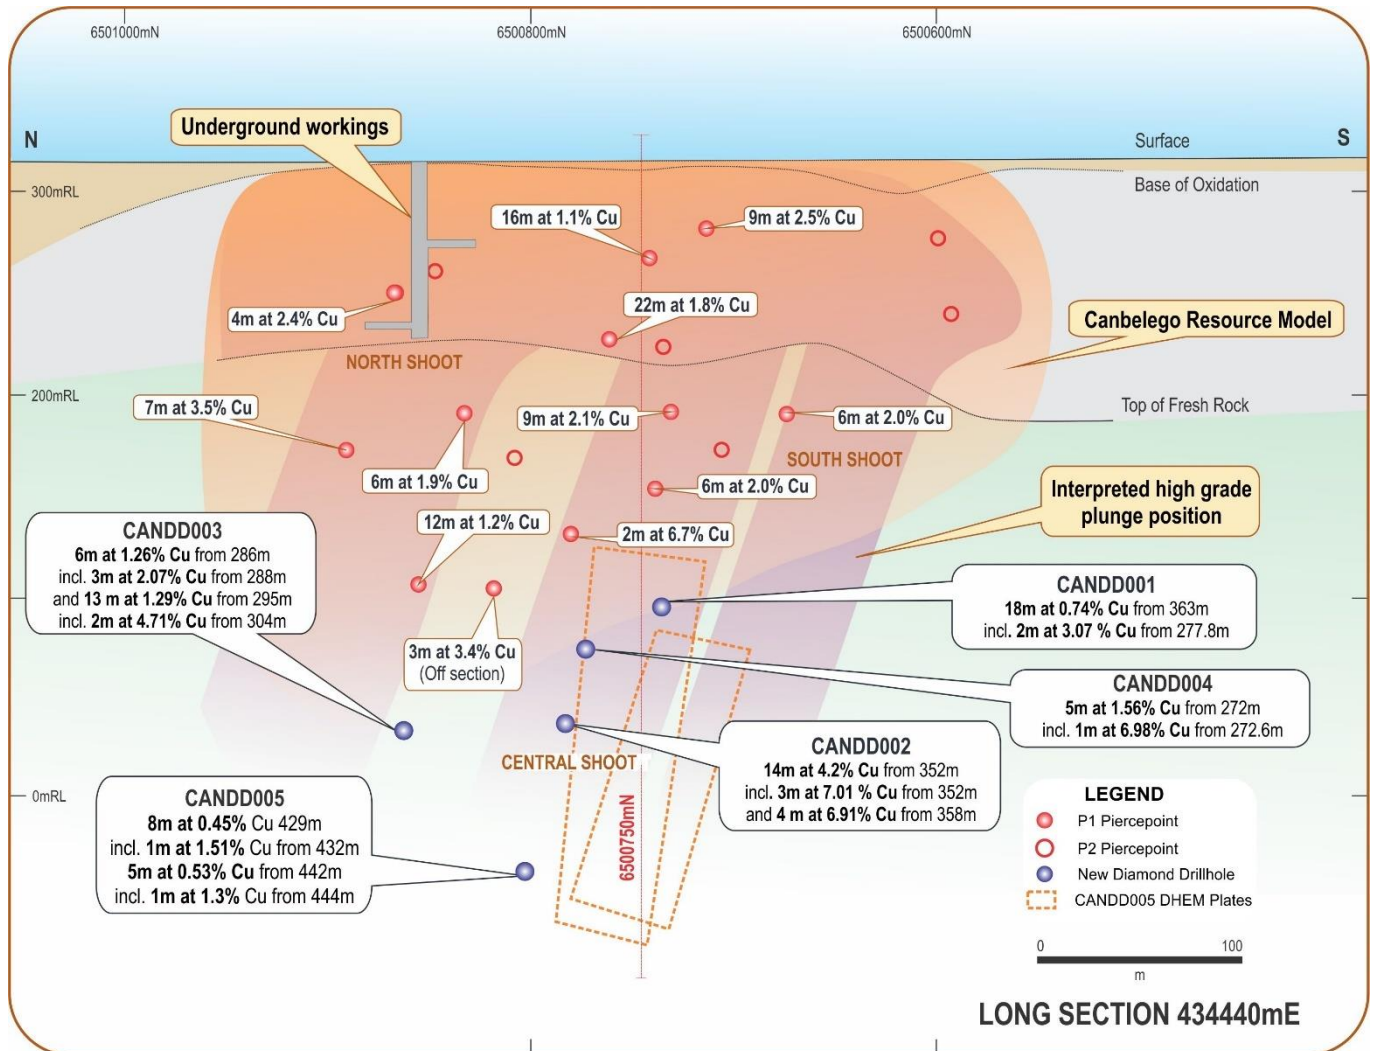 6501000mN
6500800mN
6500600mN
Underground workings
N
S
Surface
Base of Oxidation
300mRL
16m at 1.1% Cu
9m at 2.5% Cu
4m at 2.4% Cu
22m at 1.8% Cu
Canbelego Resource Model
NORTH SHOOT
200mRL
7m at 3.5% Cu
9m at 2.1% Cu
6m at 2.0% Cu
Top of Fresh Rock
SOUTH SHOOT
6m at 1.9% Cu
6m at 2.0% Cu
Interpreted high grade
plunge position
12m at 1.2% Cu
2m at 6.7% Cu
CANDD003
6m at 1.26% Cu from 286m
incl. 3m at 2.07% Cu from 288m
and 13 m at 1.29% Cu from 295m
incl. 2m at 4.71% Cu from 304m
CANDD001
18m at 0.74% Cu from 363m
incl. 2m at 3.07 % Cu from 277.8m
3m at 3.4% Cu
(Off section)
CANDD004
5m at 1.56% Cu from 272m
incl. 1m at 6.98% Cu from 272.6m
CANDD002
14m at 4.2% Cu from 352m
incl. 3m at 7.01 % Cu from 352m
and 4 m at 6.91% Cu from 358m
CENTRAL SHOOT
0mRL
6500750mN
CANDD005
8m at 0.45% Cu 429m
incl. 1m at 1.51% Cu from 432m
5m at 0.53% Cu from 442m
incl. 1m at 1.3% Cu from 444m
LEGEND
P1 Piercepoint
P2 Piercepoint
New Diamond Drillhole
CANDD005 DHEM Plates
0
100
m
LONG SECTION 434440mE